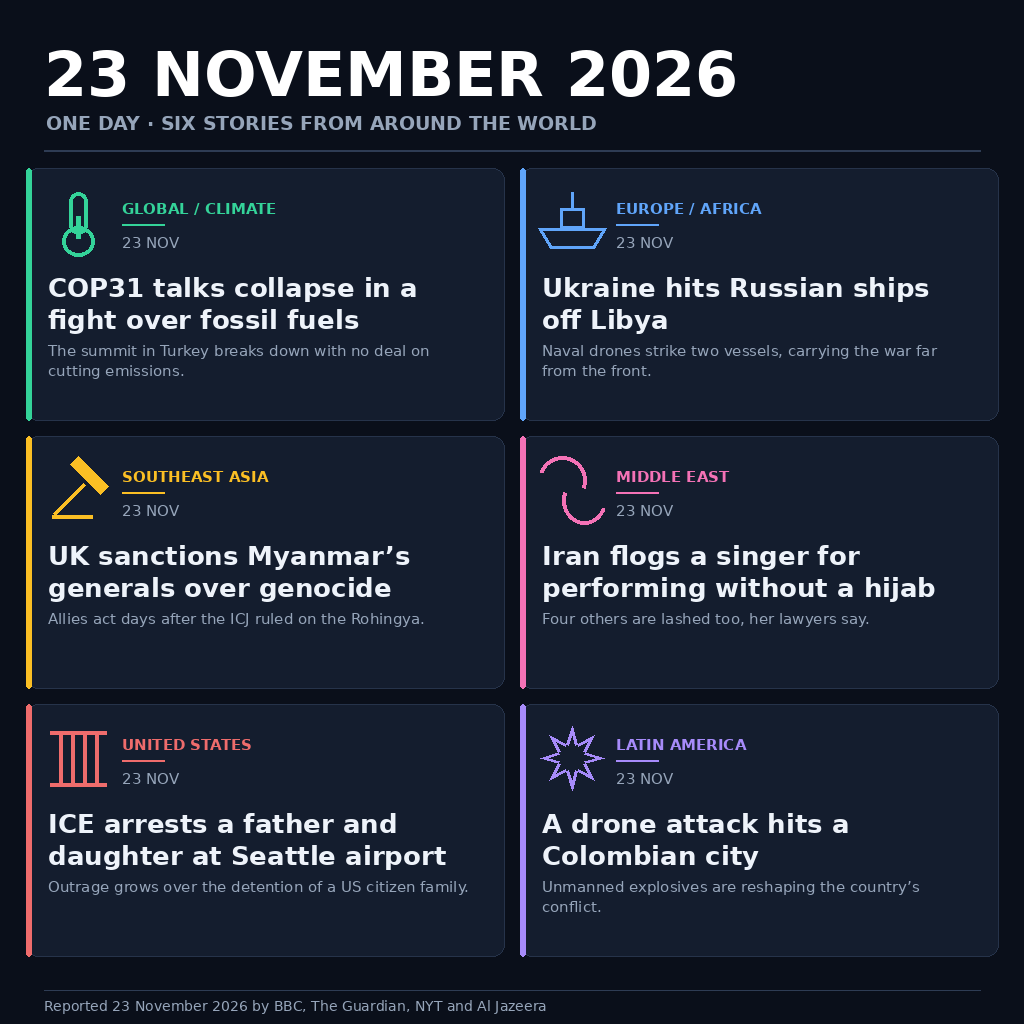 23 NOVEMBER 2026
ONE DAY · SIX STORIES FROM AROUND THE WORLD
GLOBAL / CLIMATE
23 NOV
COP31 talks collapse in a
fight over fossil fuels
The summit in Turkey breaks down with no deal on
cutting emissions.
EUROPE / AFRICA
23 NOV
Ukraine hits Russian ships
off Libya
Naval drones strike two vessels, carrying the war far
from the front.
SOUTHEAST ASIA
23 NOV
UK sanctions Myanmar’s
generals over genocide
Allies act days after the ICJ ruled on the Rohingya.
MIDDLE EAST
23 NOV
Iran flogs a singer for
performing without a hijab
Four others are lashed too, her lawyers say.
UNITED STATES
23 NOV
ICE arrests a father and
daughter at Seattle airport
Outrage grows over the detention of a US citizen family.
LATIN AMERICA
23 NOV
A drone attack hits a
Colombian city
Unmanned explosives are reshaping the country’s
conflict.
Reported 23 November 2026 by BBC, The Guardian, NYT and Al Jazeera